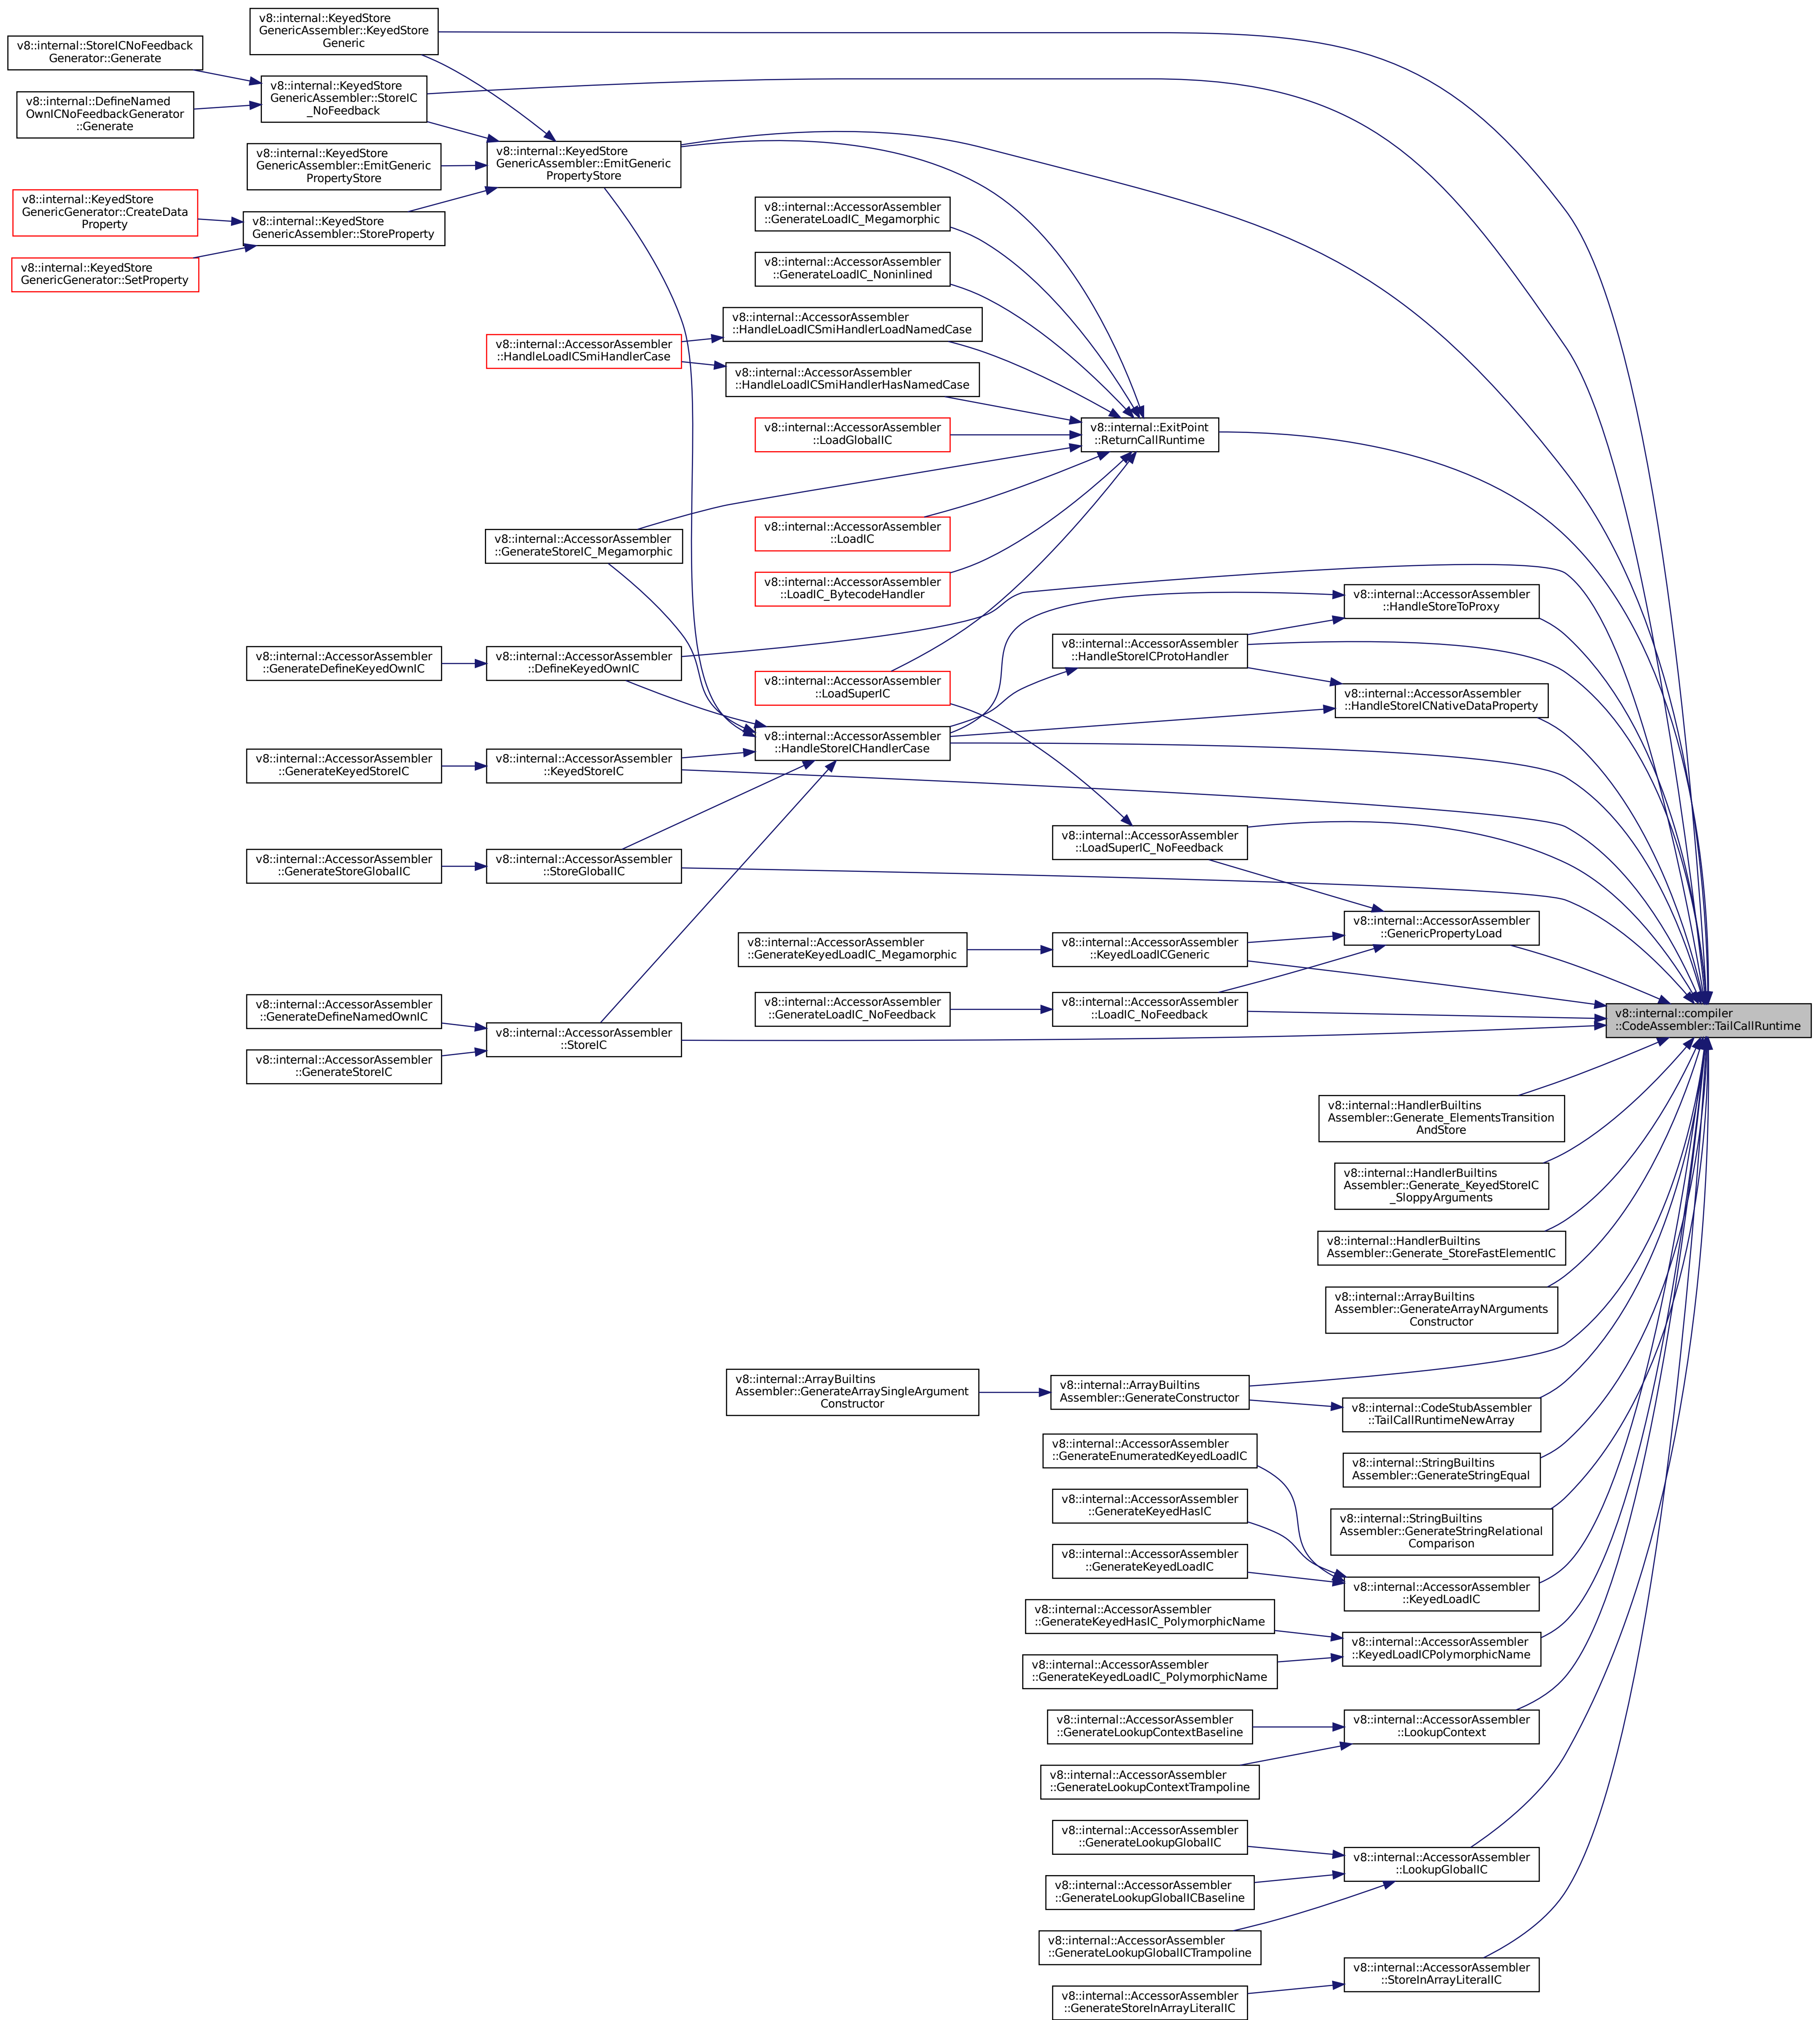 v8::internal::KeyedStore
GenericAssembler::KeyedStore
Generic
v8::internal::StoreICNoFeedback
Generator::Generate
v8::internal::KeyedStore
GenericAssembler::StoreIC
_NoFeedback
v8::internal::DefineNamed
OwnICNoFeedbackGenerator
::Generate
v8::internal::KeyedStore
GenericAssembler::EmitGeneric
PropertyStore
v8::internal::KeyedStore
GenericAssembler::EmitGeneric
PropertyStore
v8::internal::KeyedStore
GenericGenerator::CreateData
Property
v8::internal::KeyedStore
GenericAssembler::StoreProperty
v8::internal::KeyedStore
GenericGenerator::SetProperty
v8::internal::AccessorAssembler
::GenerateLoadIC_Megamorphic
v8::internal::AccessorAssembler
::GenerateLoadIC_Noninlined
v8::internal::AccessorAssembler
::HandleLoadICSmiHandlerLoadNamedCase
v8::internal::AccessorAssembler
::HandleLoadICSmiHandlerCase
v8::internal::AccessorAssembler
::HandleLoadICSmiHandlerHasNamedCase
v8::internal::AccessorAssembler
::LoadGlobalIC
v8::internal::ExitPoint
::ReturnCallRuntime
v8::internal::AccessorAssembler
::GenerateStoreIC_Megamorphic
v8::internal::AccessorAssembler
::LoadIC
v8::internal::AccessorAssembler
::LoadIC_BytecodeHandler
v8::internal::AccessorAssembler
::HandleStoreToProxy
v8::internal::AccessorAssembler
::HandleStoreICProtoHandler
v8::internal::AccessorAssembler
::GenerateDefineKeyedOwnIC
v8::internal::AccessorAssembler
::DefineKeyedOwnIC
v8::internal::AccessorAssembler
::LoadSuperIC
v8::internal::AccessorAssembler
::HandleStoreICNativeDataProperty
v8::internal::AccessorAssembler
::HandleStoreICHandlerCase
v8::internal::AccessorAssembler
::GenerateKeyedStoreIC
v8::internal::AccessorAssembler
::KeyedStoreIC
v8::internal::AccessorAssembler
::LoadSuperIC_NoFeedback
v8::internal::AccessorAssembler
::GenerateStoreGlobalIC
v8::internal::AccessorAssembler
::StoreGlobalIC
v8::internal::AccessorAssembler
::GenericPropertyLoad
v8::internal::AccessorAssembler
::GenerateKeyedLoadIC_Megamorphic
v8::internal::AccessorAssembler
::KeyedLoadICGeneric
v8::internal::AccessorAssembler
::GenerateLoadIC_NoFeedback
v8::internal::AccessorAssembler
::LoadIC_NoFeedback
v8::internal::compiler
::CodeAssembler::TailCallRuntime
v8::internal::AccessorAssembler
::GenerateDefineNamedOwnIC
v8::internal::AccessorAssembler
::StoreIC
v8::internal::AccessorAssembler
::GenerateStoreIC
v8::internal::HandlerBuiltins
Assembler::Generate_ElementsTransition
AndStore
v8::internal::HandlerBuiltins
Assembler::Generate_KeyedStoreIC
_SloppyArguments
v8::internal::HandlerBuiltins
Assembler::Generate_StoreFastElementIC
v8::internal::ArrayBuiltins
Assembler::GenerateArrayNArguments
Constructor
v8::internal::ArrayBuiltins
Assembler::GenerateArraySingleArgument
Constructor
v8::internal::ArrayBuiltins
Assembler::GenerateConstructor
v8::internal::CodeStubAssembler
::TailCallRuntimeNewArray
v8::internal::AccessorAssembler
::GenerateEnumeratedKeyedLoadIC
v8::internal::StringBuiltins
Assembler::GenerateStringEqual
v8::internal::AccessorAssembler
::GenerateKeyedHasIC
v8::internal::StringBuiltins
Assembler::GenerateStringRelational
Comparison
v8::internal::AccessorAssembler
::GenerateKeyedLoadIC
v8::internal::AccessorAssembler
::KeyedLoadIC
v8::internal::AccessorAssembler
::GenerateKeyedHasIC_PolymorphicName
v8::internal::AccessorAssembler
::KeyedLoadICPolymorphicName
v8::internal::AccessorAssembler
::GenerateKeyedLoadIC_PolymorphicName
v8::internal::AccessorAssembler
::GenerateLookupContextBaseline
v8::internal::AccessorAssembler
::LookupContext
v8::internal::AccessorAssembler
::GenerateLookupContextTrampoline
v8::internal::AccessorAssembler
::GenerateLookupGlobalIC
v8::internal::AccessorAssembler
::LookupGlobalIC
v8::internal::AccessorAssembler
::GenerateLookupGlobalICBaseline
v8::internal::AccessorAssembler
::GenerateLookupGlobalICTrampoline
v8::internal::AccessorAssembler
::StoreInArrayLiteralIC
v8::internal::AccessorAssembler
::GenerateStoreInArrayLiteralIC